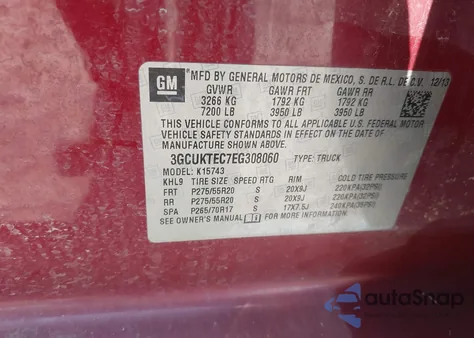 GM
MFD BY GENERAL MOTORS DE MEXICO, S. DE R.L. DE C.V. 12/13
GVWR GAWR FRT GAWR RR
3266 KG 1792 KG 1792 KG
7200 LB 3950 LB 3950 LB
THIS VEHICLE CONFORMS TO ALL APPLICABLE U.S. FEDERAL MOTOR
VEHICLE SAFETY STANDARDS IN EFFECT ON THE DATE OF
MANUFACTURE SHOWN ABOVE.
3GCUKTEC7EG308060 TYPE: TRUCK
MODEL: K15743
KHL9 TIRE SIZE SPEED RTG RIM COLD TIRE PRESSURE
FRT P275/55R20 S 20X9J 220KPA(32PSI)
RR P275/55R20 S 20X9J 220KPA(32PSI)
SPA P265/70R17 S 17X7.5J 240KPA(35PSI)
SEE OWNER'S MANUAL FOR MORE INFORMATION.
autoSnap